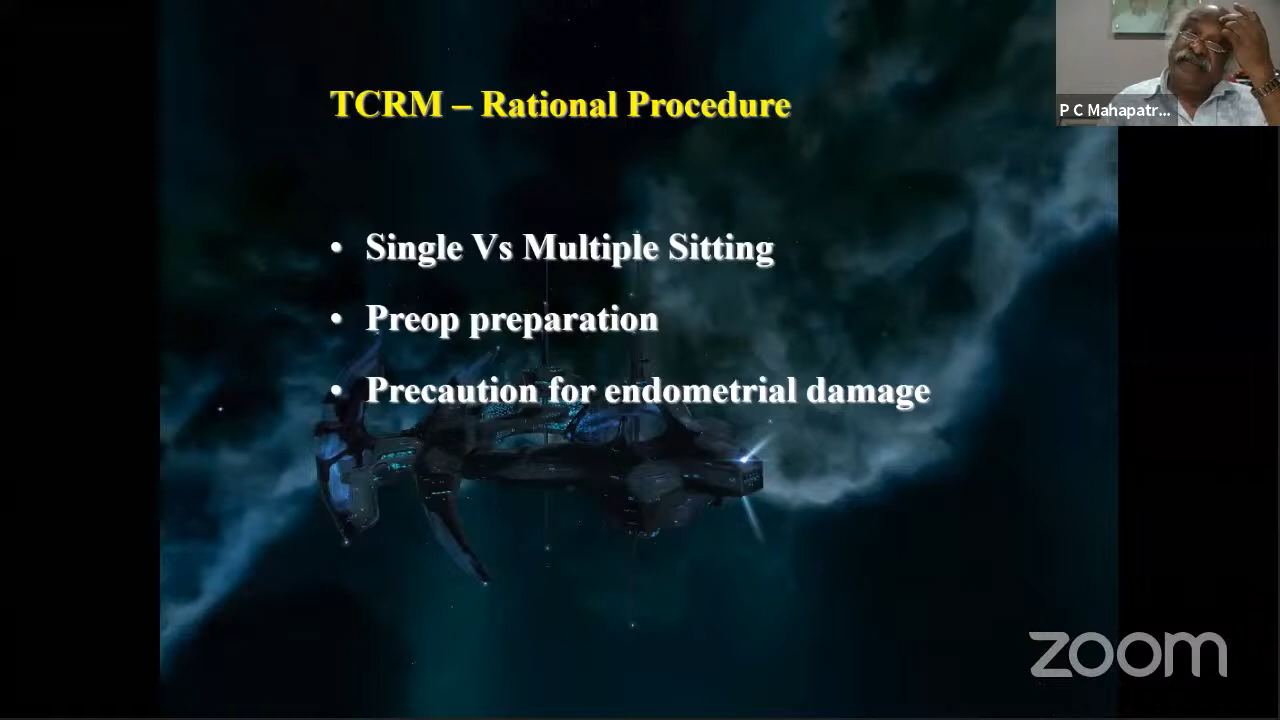 TCRM – Rational Procedure
P C Mahapatr...
• Single Vs Multiple Sitting
• Preop preparation
• Precaution for endometrial damage
zoom